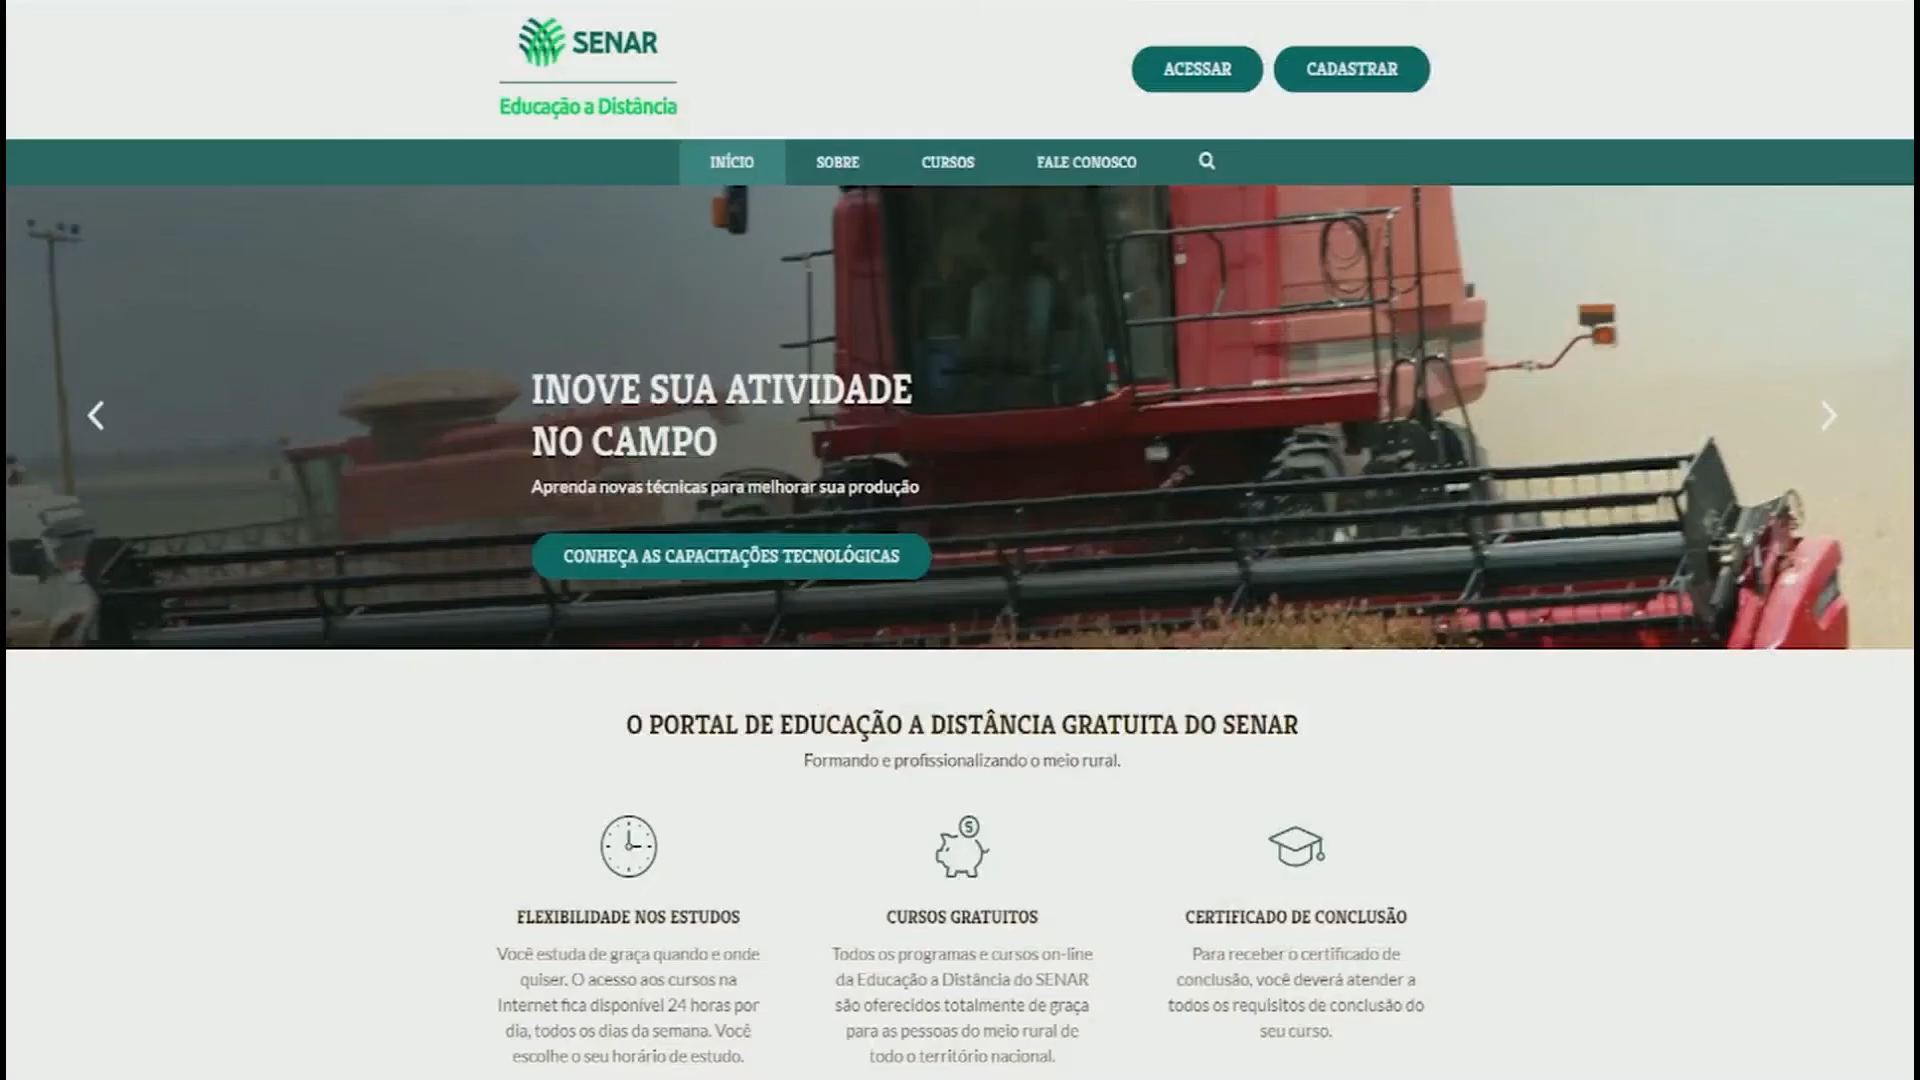 SENAR
Educação a Distância
ACESSAR
CADASTRAR
INÍCIO
SOBRE
CURSOS
FALE CONOSCO
INOVE SUA ATIVIDADE
NO CAMPO
Aprenda novas técnicas para melhorar sua produção
CONHEÇA AS CAPACITAÇÕES TECNOLÓGICAS
O PORTAL DE EDUCAÇÃO A DISTÂNCIA GRATUITA DO SENAR
Formando e profissionalizando o meio rural.
FLEXIBILIDADE NOS ESTUDOS
Você estuda de graça quando e onde
quiser. O acesso aos cursos na
Internet fica disponível 24 horas por
dia, todos os dias da semana. Você
escolhe o seu horário de estudo.
CURSOS GRATUITOS
Todos os programas e cursos on-line
da Educação a Distância do SENAR
são oferecidos totalmente de graça
para as pessoas do meio rural de
todo o território nacional.
CERTIFICADO DE CONCLUSÃO
Para receber o certificado de
conclusão, você deverá atender a
todos os requisitos de conclusão do
seu curso.